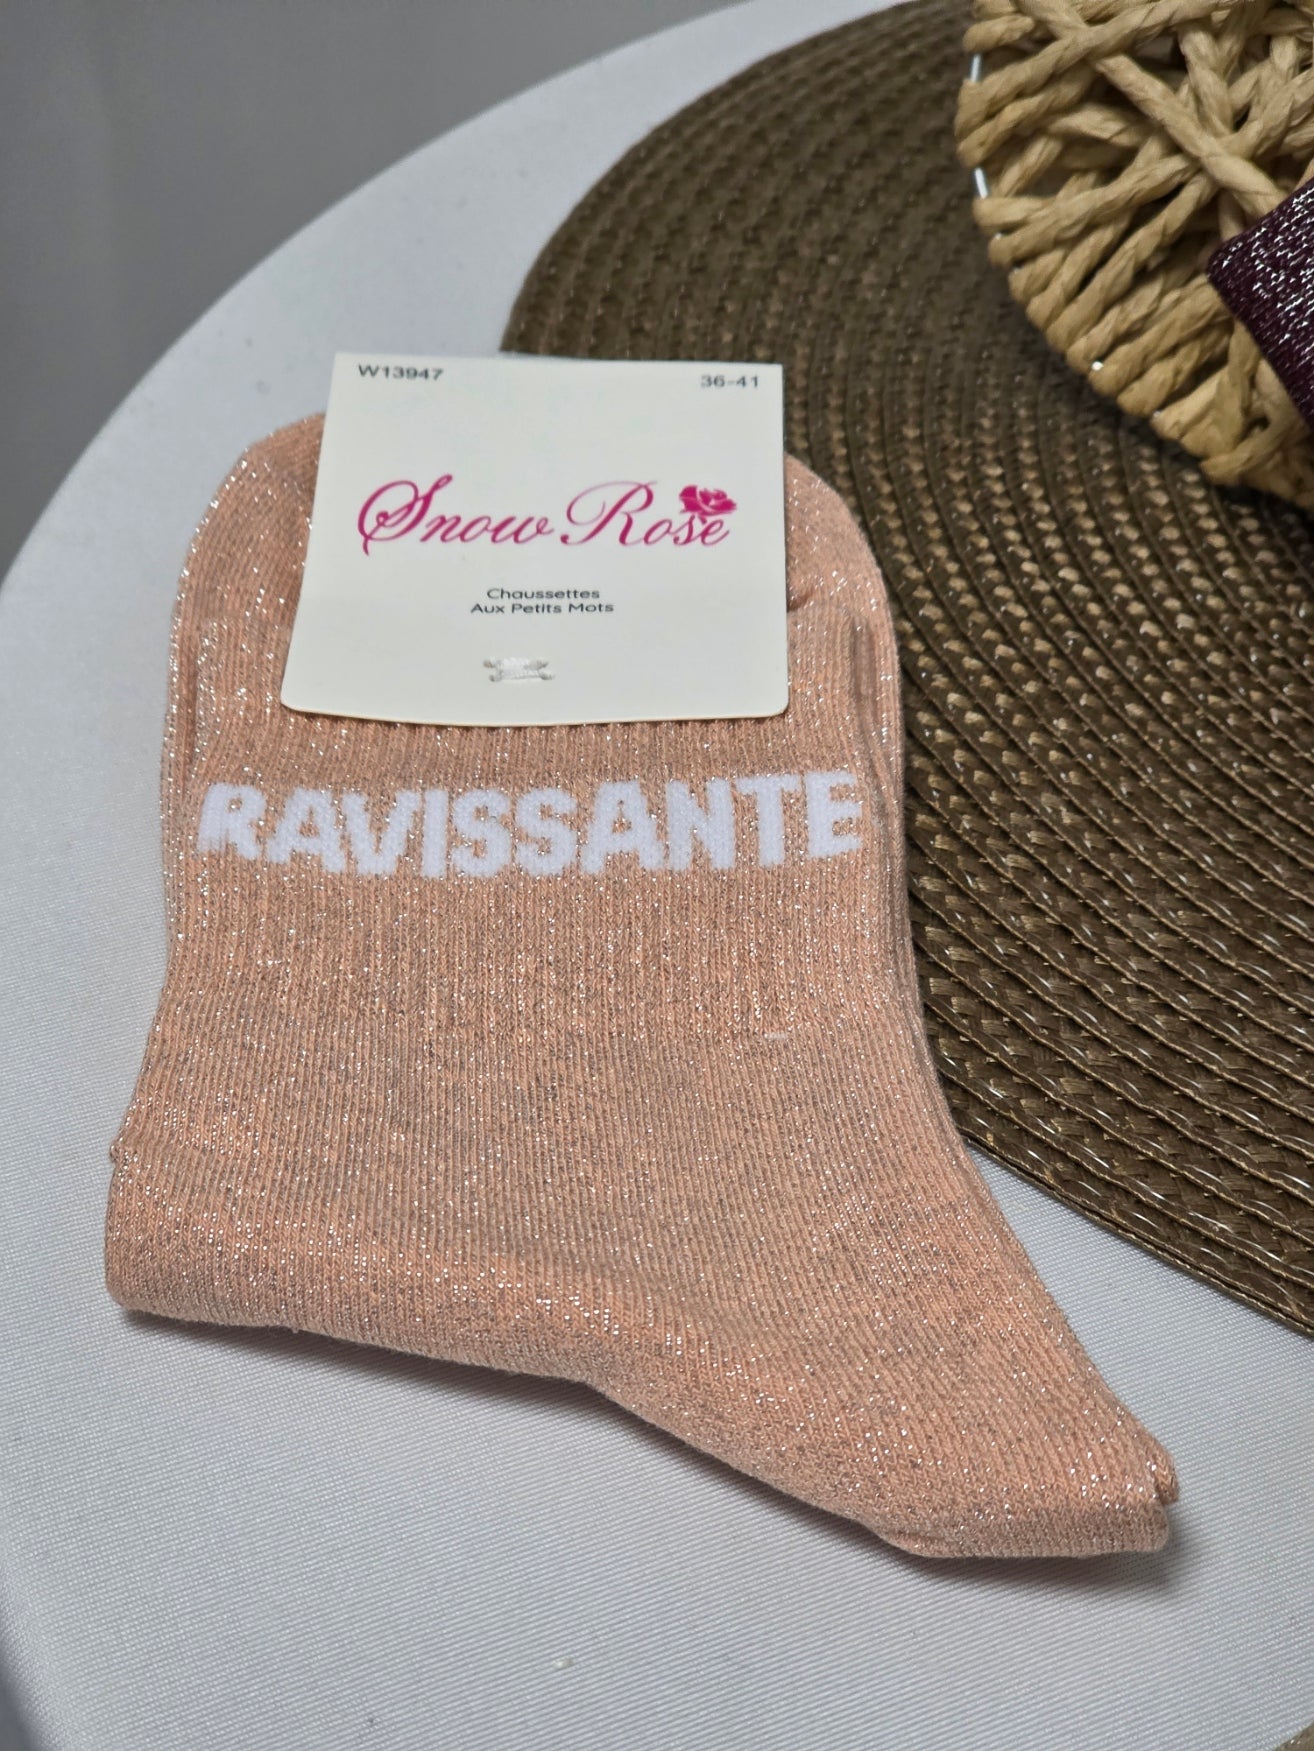 W13947 36-41
Snow Rose
Chaussettes
Aux Petits Mots
RAVISSANTE